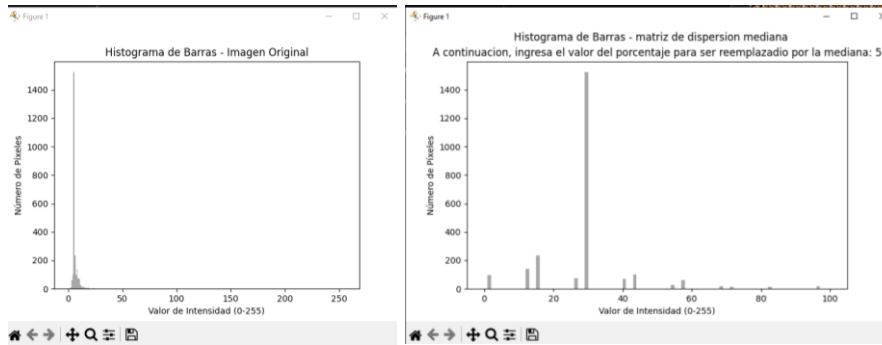 Figure 1
Histograma de Barras - Imagen Original
Número de Píxeles
1400
1200
1000
800
600
400
200
0
0 50 100 150 200 250
Valor de Intensidad (0-255)
Figure 1
Histograma de Barras - matriz de dispersion mediana
A continuacion, ingresa el valor del porcentaje para ser reemplazadio por la mediana: 5
Número de Píxeles
1400
1200
1000
800
600
400
200
0
0 20 40 60 80 100
Valor de Intensidad (0-255)